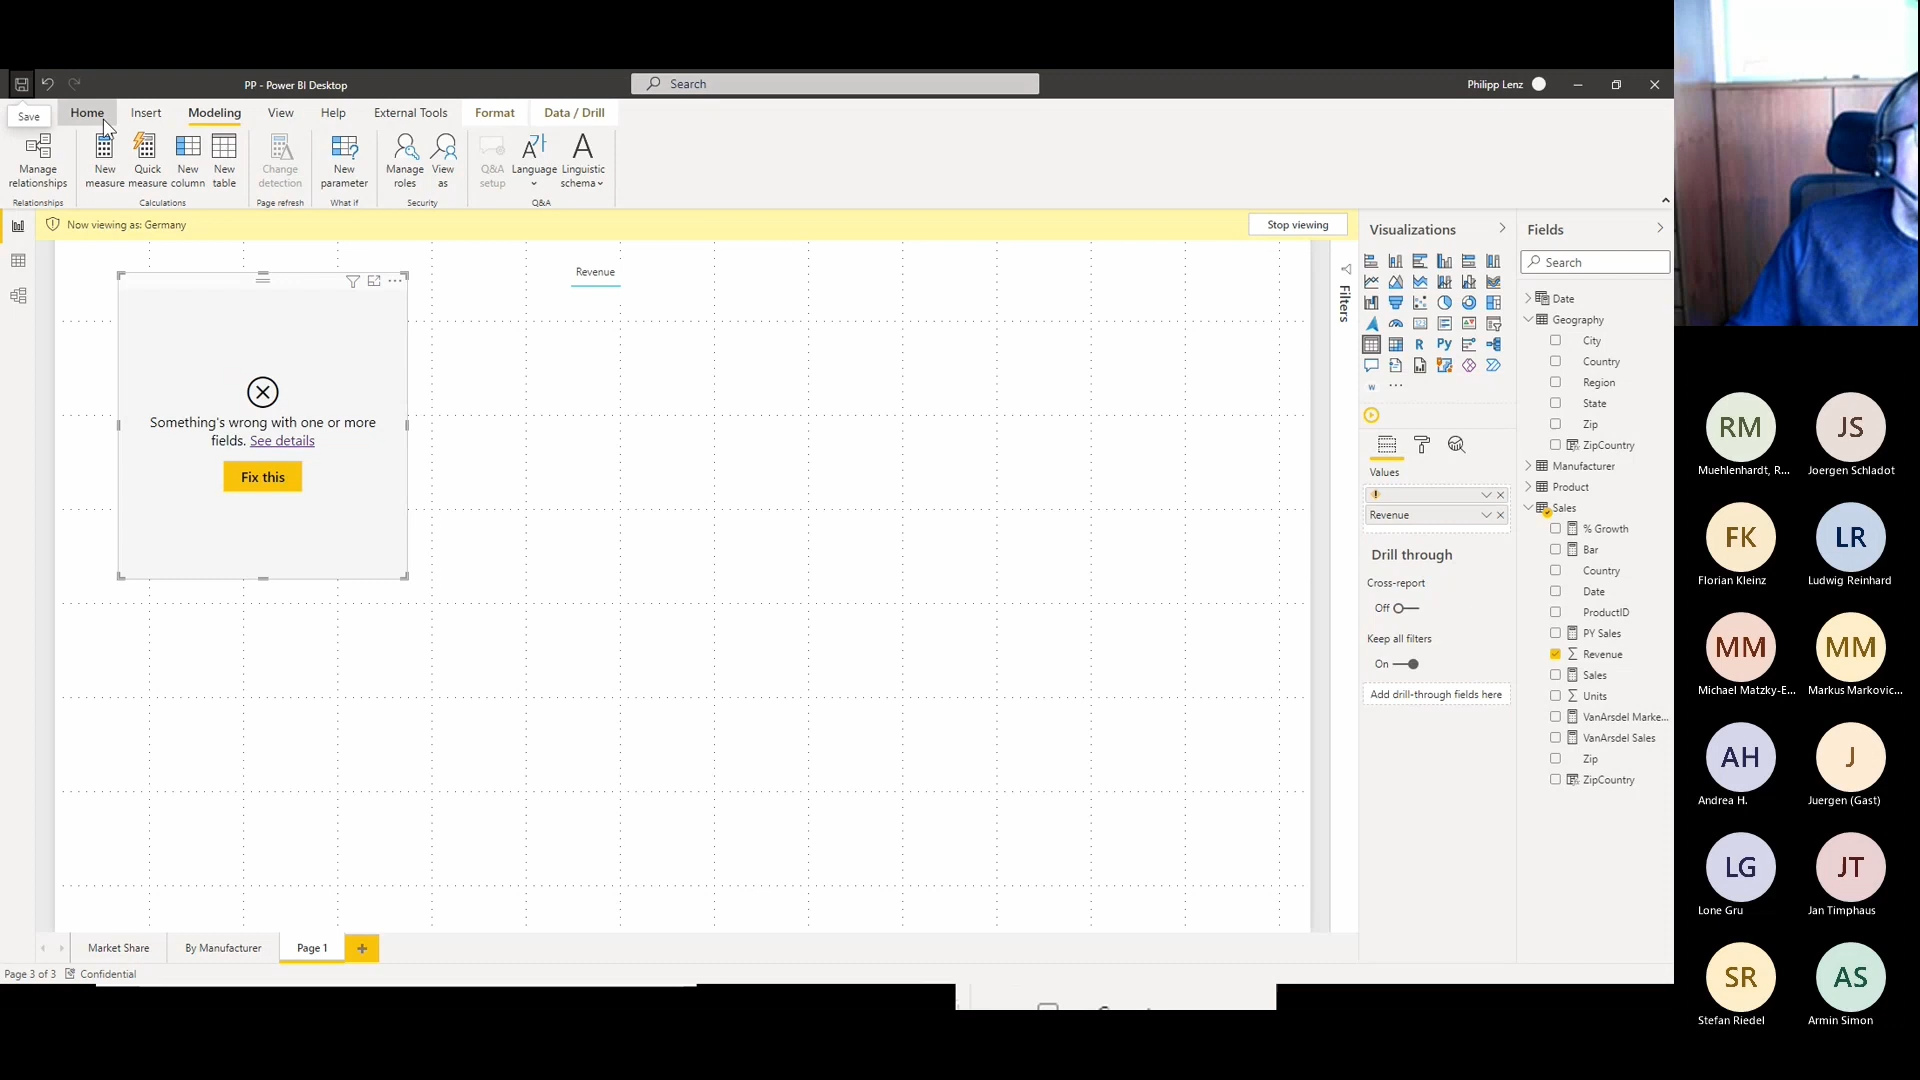 PP - Power BI Desktop
Search
Philipp Lenz
Home
Insert
Modeling
View
Help
External Tools
Format
Data / Drill
Save
Manage relationships
New measure
Quick measure
New column
New table
Change detection
New parameter
Manage roles
View as
Q&A setup
Language
Linguistic schema
Relationships
Calculations
Page refresh
What if
Security
Q&A
Now viewing as: Germany
Stop viewing
Revenue
Something's wrong with one or more
fields. See details
Fix this
Filters
Visualizations
R
Py
Values
Revenue
Drill through
Cross-report
Off
Keep all filters
On
Add drill-through fields here
Fields
Search
Date
Geography
City
Country
Region
State
Zip
ZipCountry
Manufacturer
Product
Sales
% Growth
Bar
Country
Date
ProductID
PY Sales
Revenue
Sales
Units
VanArsdel Marke...
VanArsdel Sales
Zip
ZipCountry
Market Share
By Manufacturer
Page 1
Page 3 of 3
Confidential
RM
Muehlenhardt, R...
JS
Joergen Schladot
FK
Florian Kleinz
LR
Ludwig Reinhard
MM
Michael Matzky-E...
MM
Markus Markovic...
AH
Andrea H.
J
Juergen (Gast)
LG
Lone Gru
JT
Jan Timphaus
SR
Stefan Riedel
AS
Armin Simon